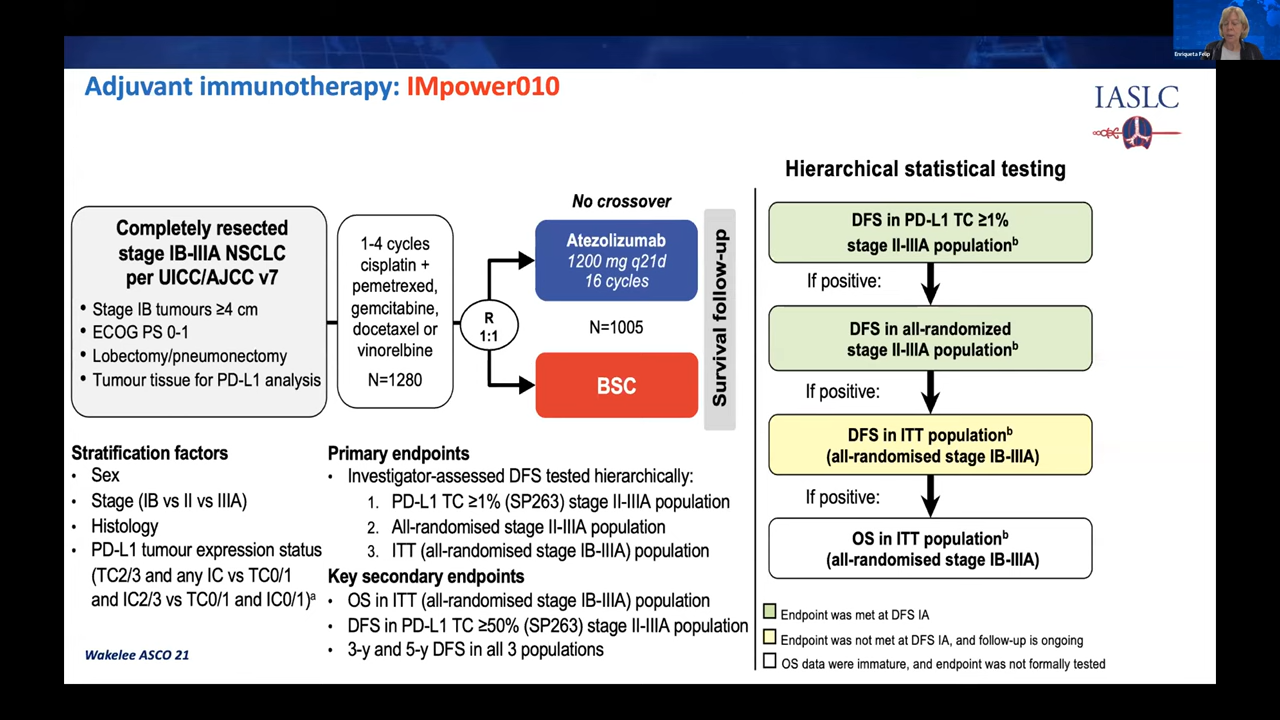 Enriqueta Felip
Adjuvant immunotherapy: IMpower010
IASLC
Completely resected
stage IB-IIIA NSCLC
per UICC/AJCC v7
• Stage IB tumours ≥4 cm
• ECOG PS 0-1
• Lobectomy/pneumonectomy
• Tumour tissue for PD-L1 analysis
1-4 cycles
cisplatin +
pemetrexed,
gemcitabine,
docetaxel or
vinorelbine
N=1280
R
1:1
No crossover
Atezolizumab
1200 mg q21d
16 cycles
N=1005
BSC
Survival follow-up
Hierarchical statistical testing
DFS in PD-L1 TC ≥1%
stage II-IIIA populationᵇ
If positive:
DFS in all-randomized
stage II-IIIA populationᵇ
If positive:
DFS in ITT populationᵇ
(all-randomised stage IB-IIIA)
If positive:
OS in ITT populationᵇ
(all-randomised stage IB-IIIA)
Endpoint was met at DFS IA
Endpoint was not met at DFS IA, and follow-up is ongoing
OS data were immature, and endpoint was not formally tested
Stratification factors
• Sex
• Stage (IB vs II vs IIIA)
• Histology
• PD-L1 tumour expression status
(TC2/3 and any IC vs TC0/1
and IC2/3 vs TC0/1 and IC0/1)ᵃ
Primary endpoints
• Investigator-assessed DFS tested hierarchically:
1. PD-L1 TC ≥1% (SP263) stage II-IIIA population
2. All-randomised stage II-IIIA population
3. ITT (all-randomised stage IB-IIIA) population
Key secondary endpoints
• OS in ITT (all-randomised stage IB-IIIA) population
• DFS in PD-L1 TC ≥50% (SP263) stage II-IIIA population
• 3-y and 5-y DFS in all 3 populations
Wakelee ASCO 21